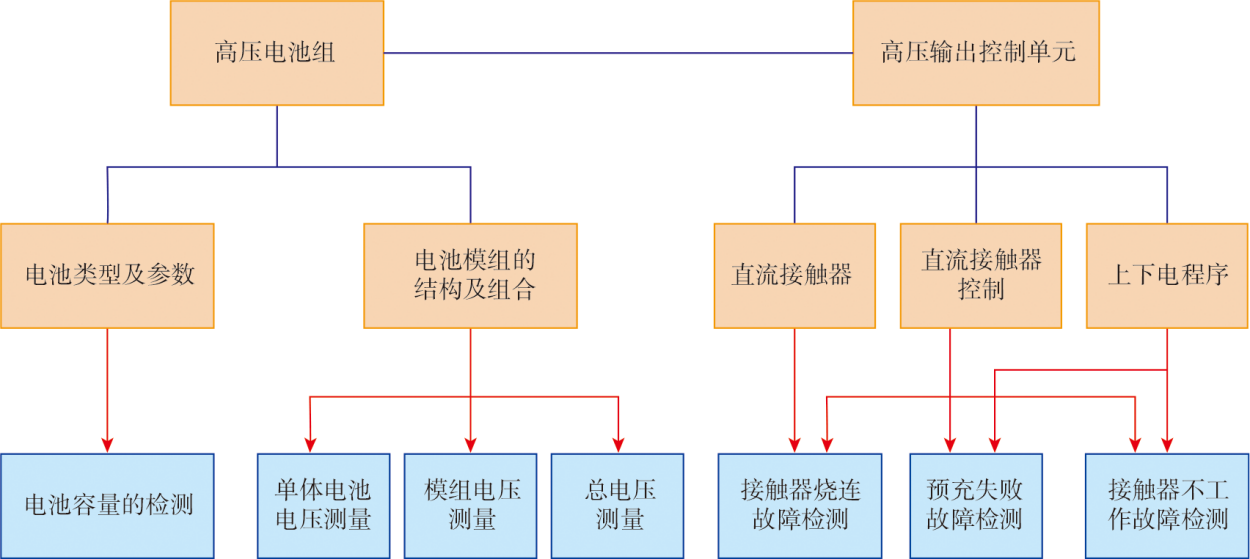 高压电池组
高压输出控制单元
电池类型及参数
电池模组的
结构及组合
直流接触器
直流接触器
控制
上下电程序
电池容量的检测
单体电池
电压测量
模组电压
测量
总电压
测量
接触器烧连
故障检测
预充失败
故障检测
接触器不工
作故障检测